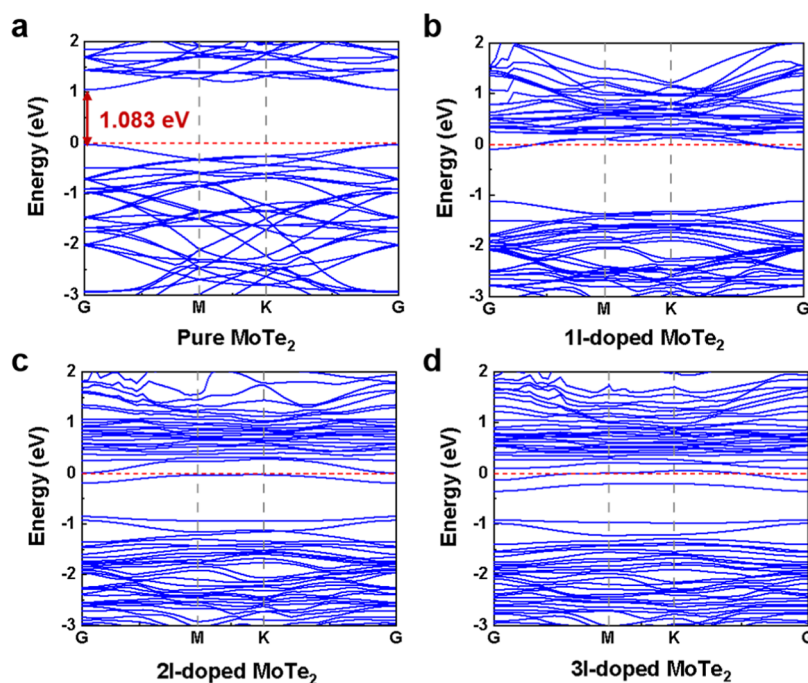 a
2
1
0
-1
-2
-3
Energy (eV)
1.083 eV
G
M
K
G
Pure MoTe₂
b
2
1
0
-1
-2
-3
Energy (eV)
G
M
K
G
1I-doped MoTe₂
c
2
1
0
-1
-2
-3
Energy (eV)
G
M
K
G
2I-doped MoTe₂
d
2
1
0
-1
-2
-3
Energy (eV)
G
M
K
G
3I-doped MoTe₂